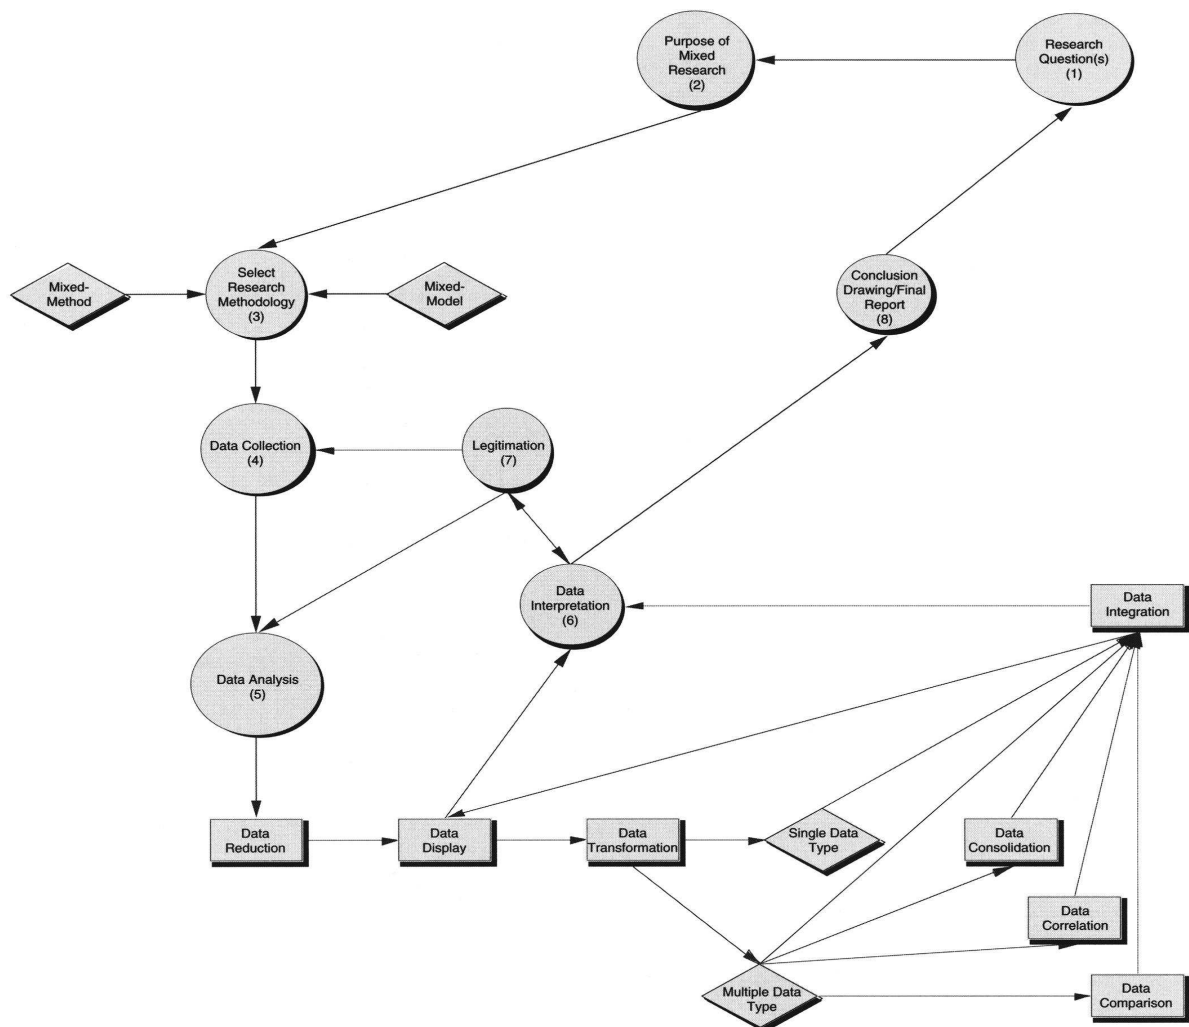 Purpose of
Mixed
Research
(2)
Research
Question(s)
(1)
Mixed-
Method
Select
Research
Methodology
(3)
Mixed-
Model
Conclusion
Drawing/Final
Report
(8)
Data Collection
(4)
Legitimation
(7)
Data
Interpretation
(6)
Data
Integration
Data Analysis
(5)
Data
Reduction
Data
Display
Data
Transformation
Single Data
Type
Data
Consolidation
Data
Correlation
Multiple Data
Type
Data
Comparison